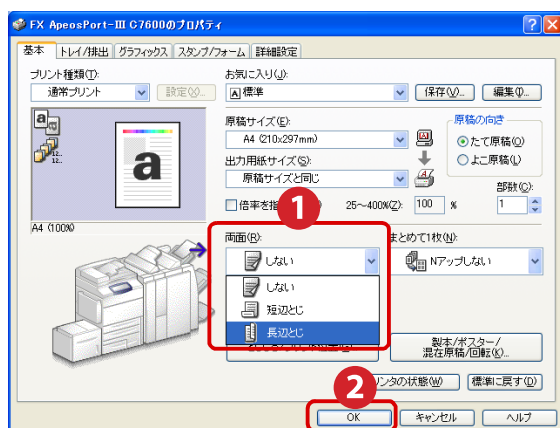 FX ApeosPort-III C7600のプロパティ
基本 トレイ/排出 グラフィックス スタンプ/フォーム 詳細設定
プリント種類(T):
通常プリント 設定(X)...
お気に入り(J):
A 標準 保存(V)... 編集(I)...
原稿サイズ(E):
A4 (210x297mm)
出力用紙サイズ(S):
原稿サイズと同じ
原稿の向き
たて原稿(O)
よこ原稿(L)
倍率を指 25～400%(Z): 100 %
部数(C):
1
a
12..
12..
a
A4 (100%)
1
両面(R):
しない
しない
短辺とじ
長辺とじ
まとめて1枚(N):
Nアップしない
製本/ポスター/
混在原稿/回転(K)...
ンタの状態(W) 標準に戻す(D)
2
OK キャンセル ヘルプ